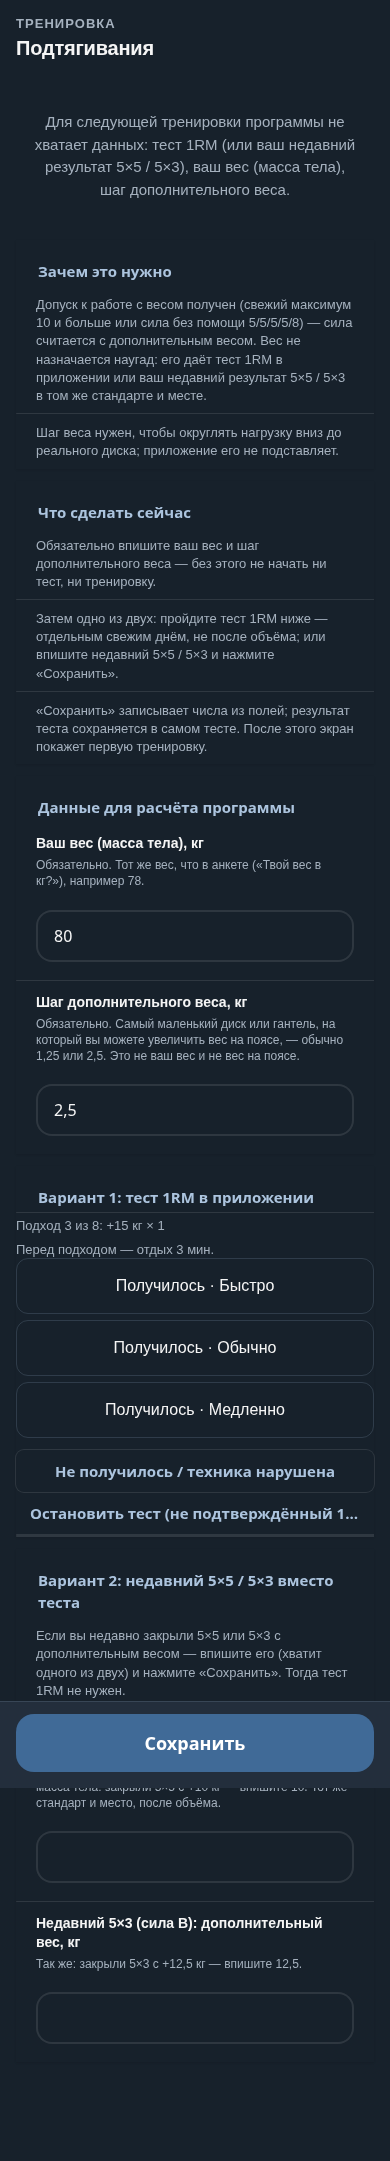 ТРЕНИРОВКА
Подтягивания
Для следующей тренировки программы не
хватает данных: тест 1RM (или ваш недавний
результат 5×5 / 5×3), ваш вес (масса тела),
шаг дополнительного веса.
Зачем это нужно
Допуск к работе с весом получен (свежий максимум
10 и больше или сила без помощи 5/5/5/5/8) — сила
считается с дополнительным весом. Вес не
назначается наугад: его даёт тест 1RM в
приложении или ваш недавний результат 5×5 / 5×3
в том же стандарте и месте.
Шаг веса нужен, чтобы округлять нагрузку вниз до
реального диска; приложение его не подставляет.
Что сделать сейчас
Обязательно впишите ваш вес и шаг
дополнительного веса — без этого не начать ни
тест, ни тренировку.
Затем одно из двух: пройдите тест 1RM ниже —
отдельным свежим днём, не после объёма; или
впишите недавний 5×5 / 5×3 и нажмите
«Сохранить».
«Сохранить» записывает числа из полей; результат
теста сохраняется в самом тесте. После этого экран
покажет первую тренировку.
Данные для расчёта программы
Ваш вес (масса тела), кг
Обязательно. Тот же вес, что в анкете («Твой вес в
кг?»), например 78.
80
Шаг дополнительного веса, кг
Обязательно. Самый маленький диск или гантель, на
который вы можете увеличить вес на поясе, — обычно
1,25 или 2,5. Это не ваш вес и не вес на поясе.
2,5
Вариант 1: тест 1RM в приложении
Подход 3 из 8: +15 кг × 1
Перед подходом — отдых 3 мин.
Получилось · Быстро
Получилось · Обычно
Получилось · Медленно
Не получилось / техника нарушена
Остановить тест (не подтверждённый 1…
Вариант 2: недавний 5×5 / 5×3 вместо
теста
Если вы недавно закрыли 5×5 или 5×3 с
дополнительным весом — впишите его (хватит
одного из двух) и нажмите «Сохранить». Тогда тест
1RM не нужен.
Сохранить
стандарт и место, после объёма.
Недавний 5×3 (сила B): дополнительный
вес, кг
Так же: закрыли 5×3 с +12,5 кг — впишите 12,5.